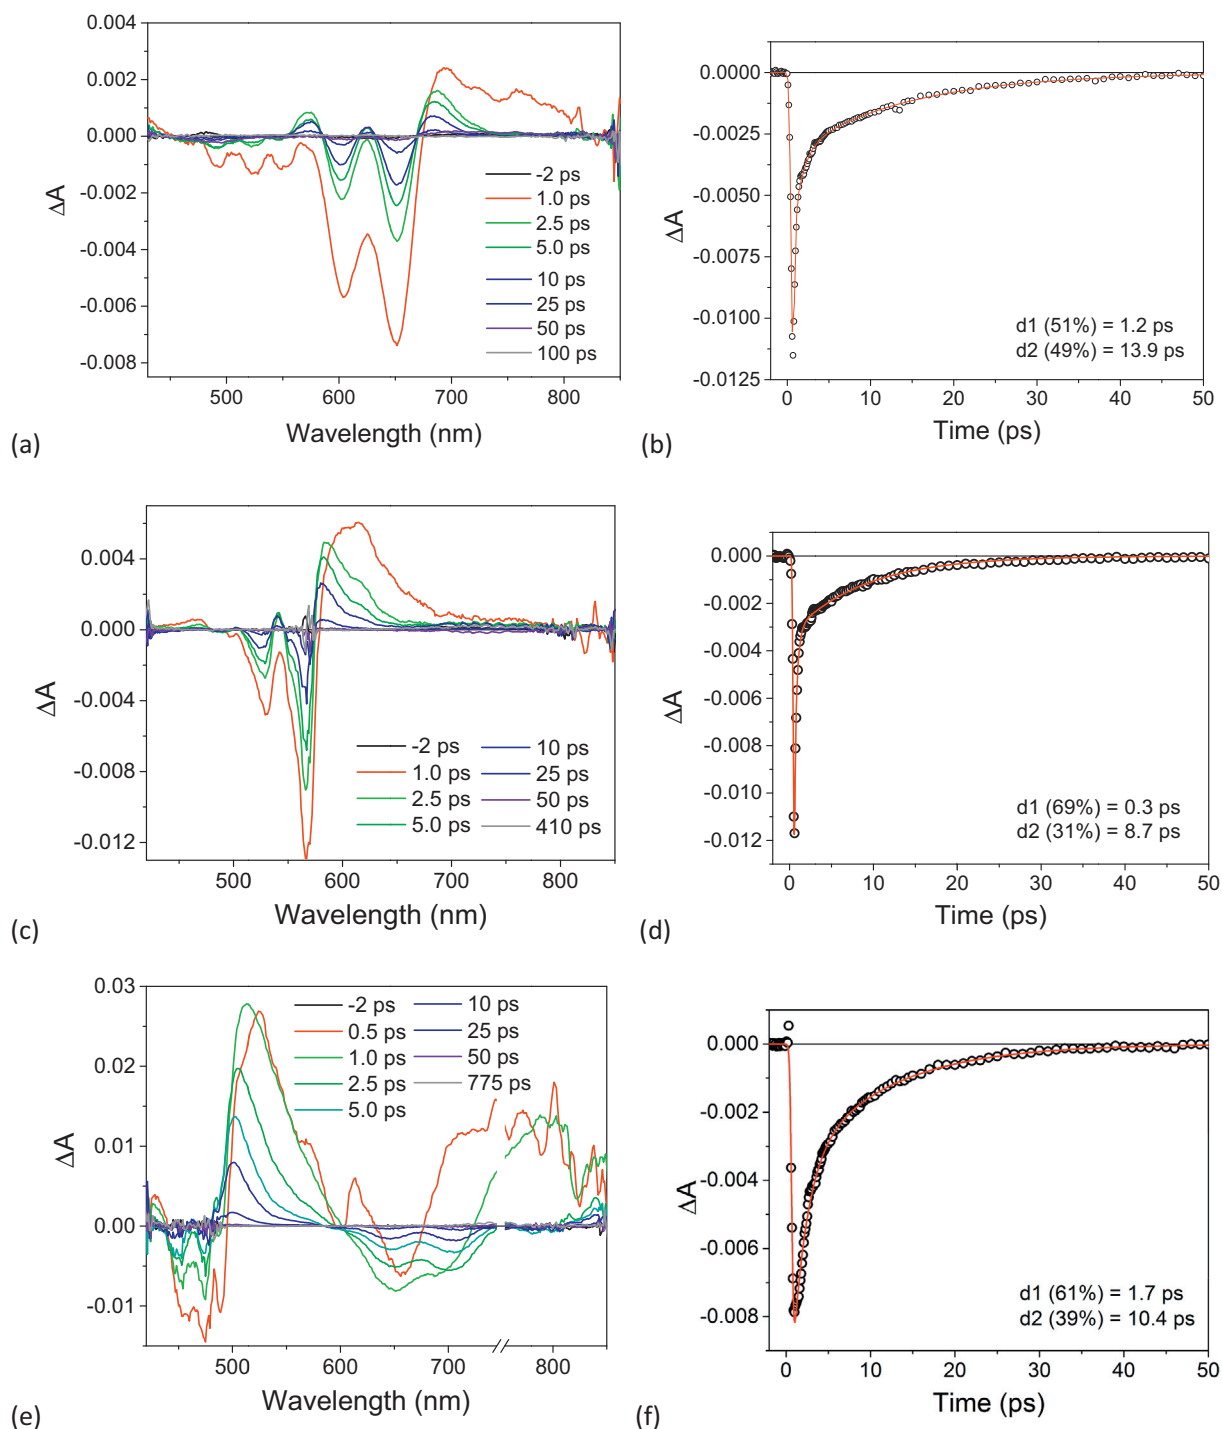 0.004
0.002
0.000
-0.002
-0.004
-0.006
-0.008
ΔA
-2 ps
1.0 ps
2.5 ps
5.0 ps
10 ps
25 ps
50 ps
100 ps
500 600 700 800
Wavelength (nm)
(a)
0.0000
-0.0025
-0.0050
-0.0075
-0.0100
-0.0125
ΔA
d1 (51%) = 1.2 ps
d2 (49%) = 13.9 ps
0 10 20 30 40 50
Time (ps)
(b)
0.004
0.000
-0.004
-0.008
-0.012
ΔA
-2 ps 10 ps
1.0 ps 25 ps
2.5 ps 50 ps
5.0 ps 410 ps
500 600 700 800
Wavelength (nm)
(c)
0.000
-0.002
-0.004
-0.006
-0.008
-0.010
-0.012
ΔA
d1 (69%) = 0.3 ps
d2 (31%) = 8.7 ps
0 10 20 30 40 50
Time (ps)
(d)
0.03
0.02
0.01
0.00
-0.01
ΔA
-2 ps 10 ps
0.5 ps 25 ps
1.0 ps 50 ps
2.5 ps 775 ps
5.0 ps
500 600 700 800
Wavelength (nm)
(e)
0.000
-0.002
-0.004
-0.006
-0.008
ΔA
d1 (61%) = 1.7 ps
d2 (39%) = 10.4 ps
0 10 20 30 40 50
Time (ps)
(f)